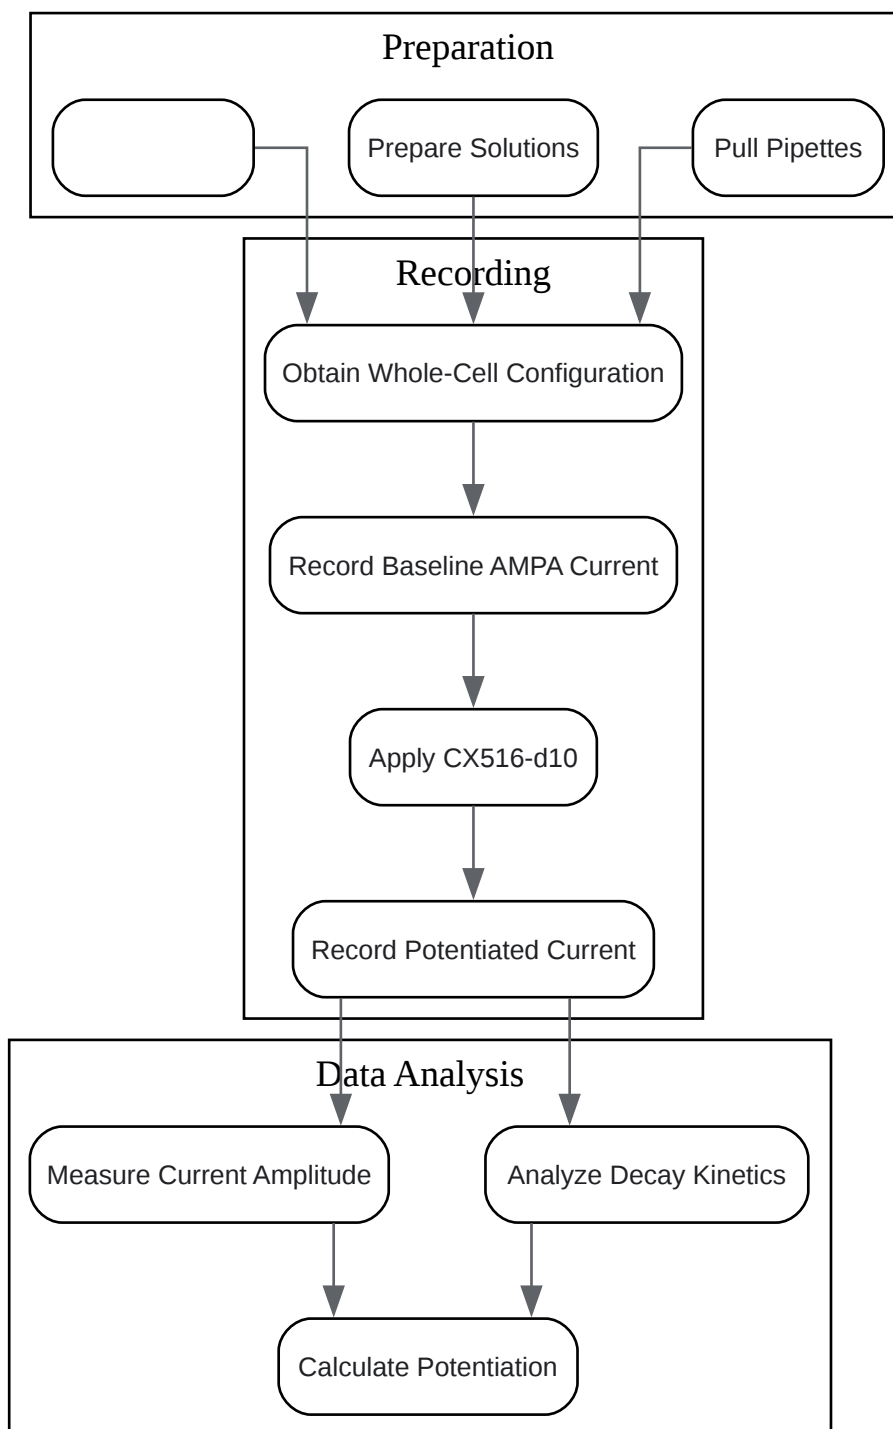 Preparation
Prepare Solutions
Pull Pipettes
Recording
Obtain Whole-Cell Configuration
Record Baseline AMPA Current
Apply CX516-d10
Record Potentiated Current
Data Analysis
Measure Current Amplitude
Analyze Decay Kinetics
Calculate Potentiation